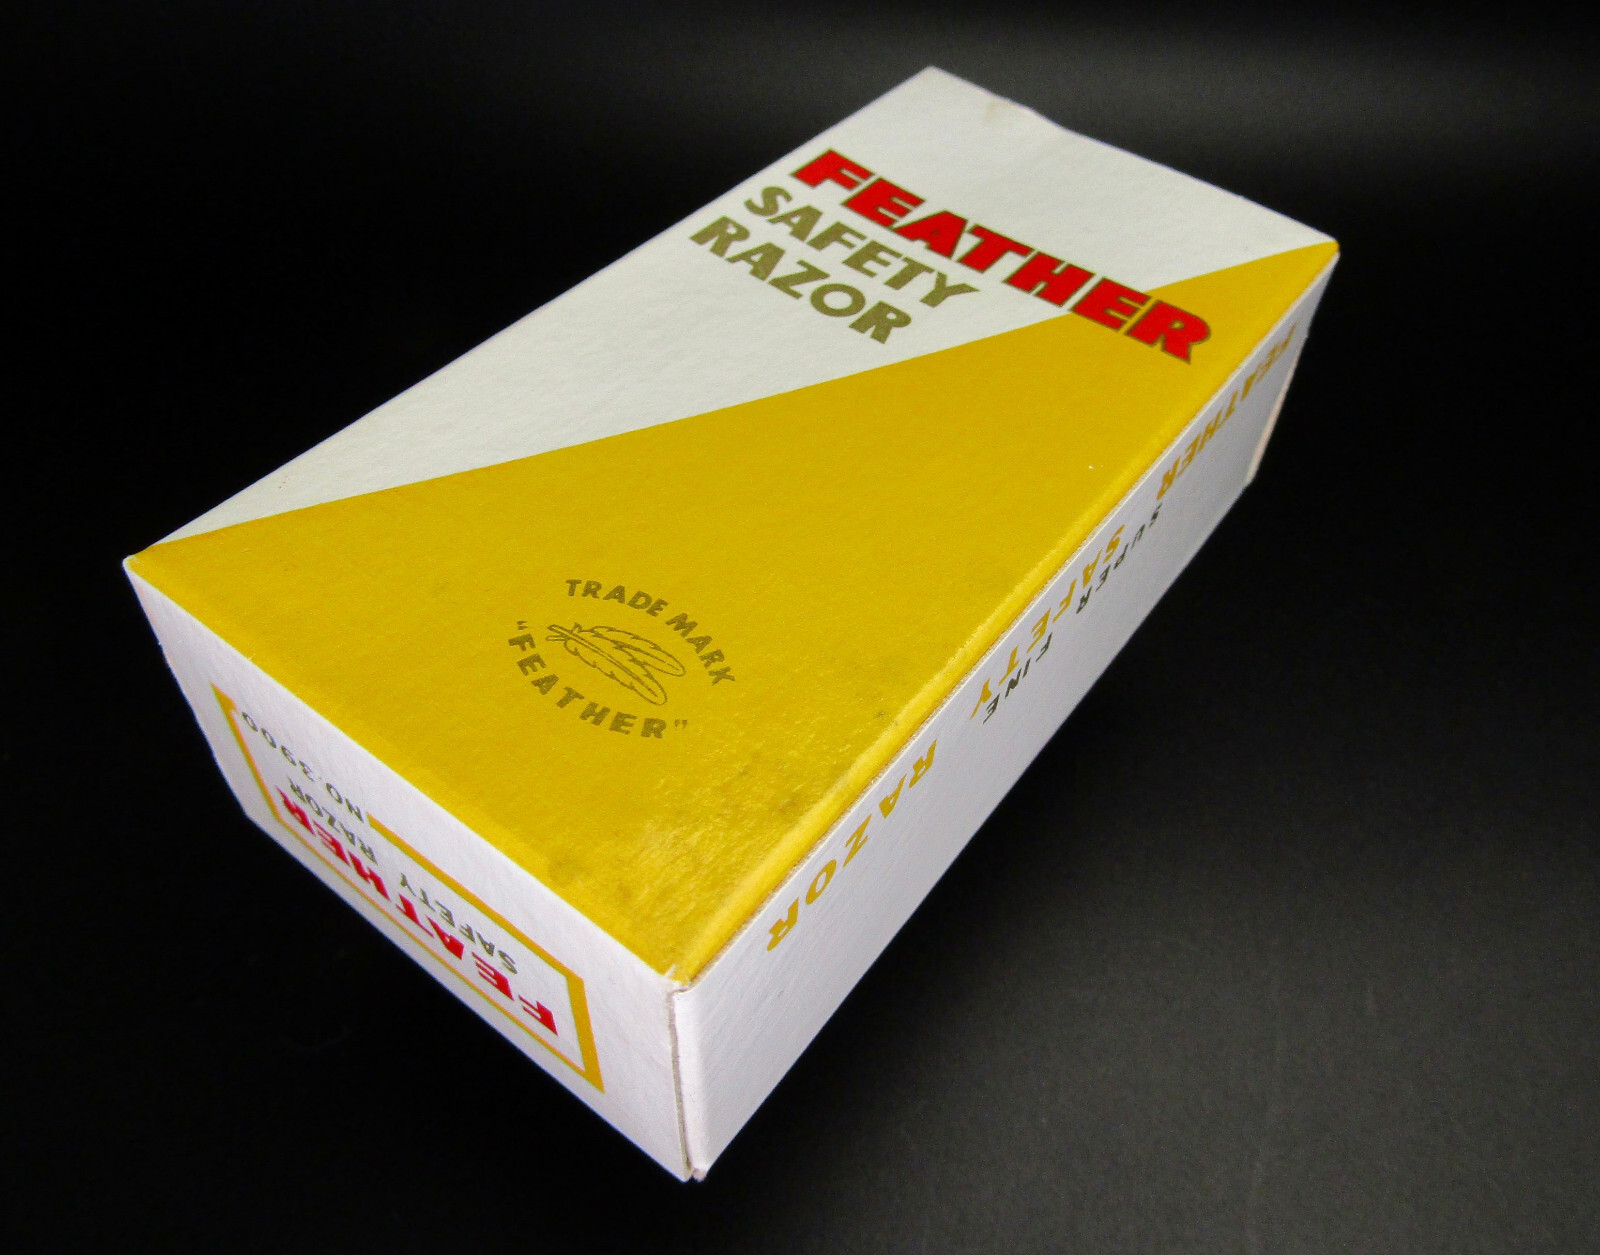 FEATHER
SAFETY
RAZOR
TRADE MARK
"FEATHER"
FEATHER
SUPER FINE
SAFETY
RAZOR
FEATHER
SAFETY RAZOR
NO.3900